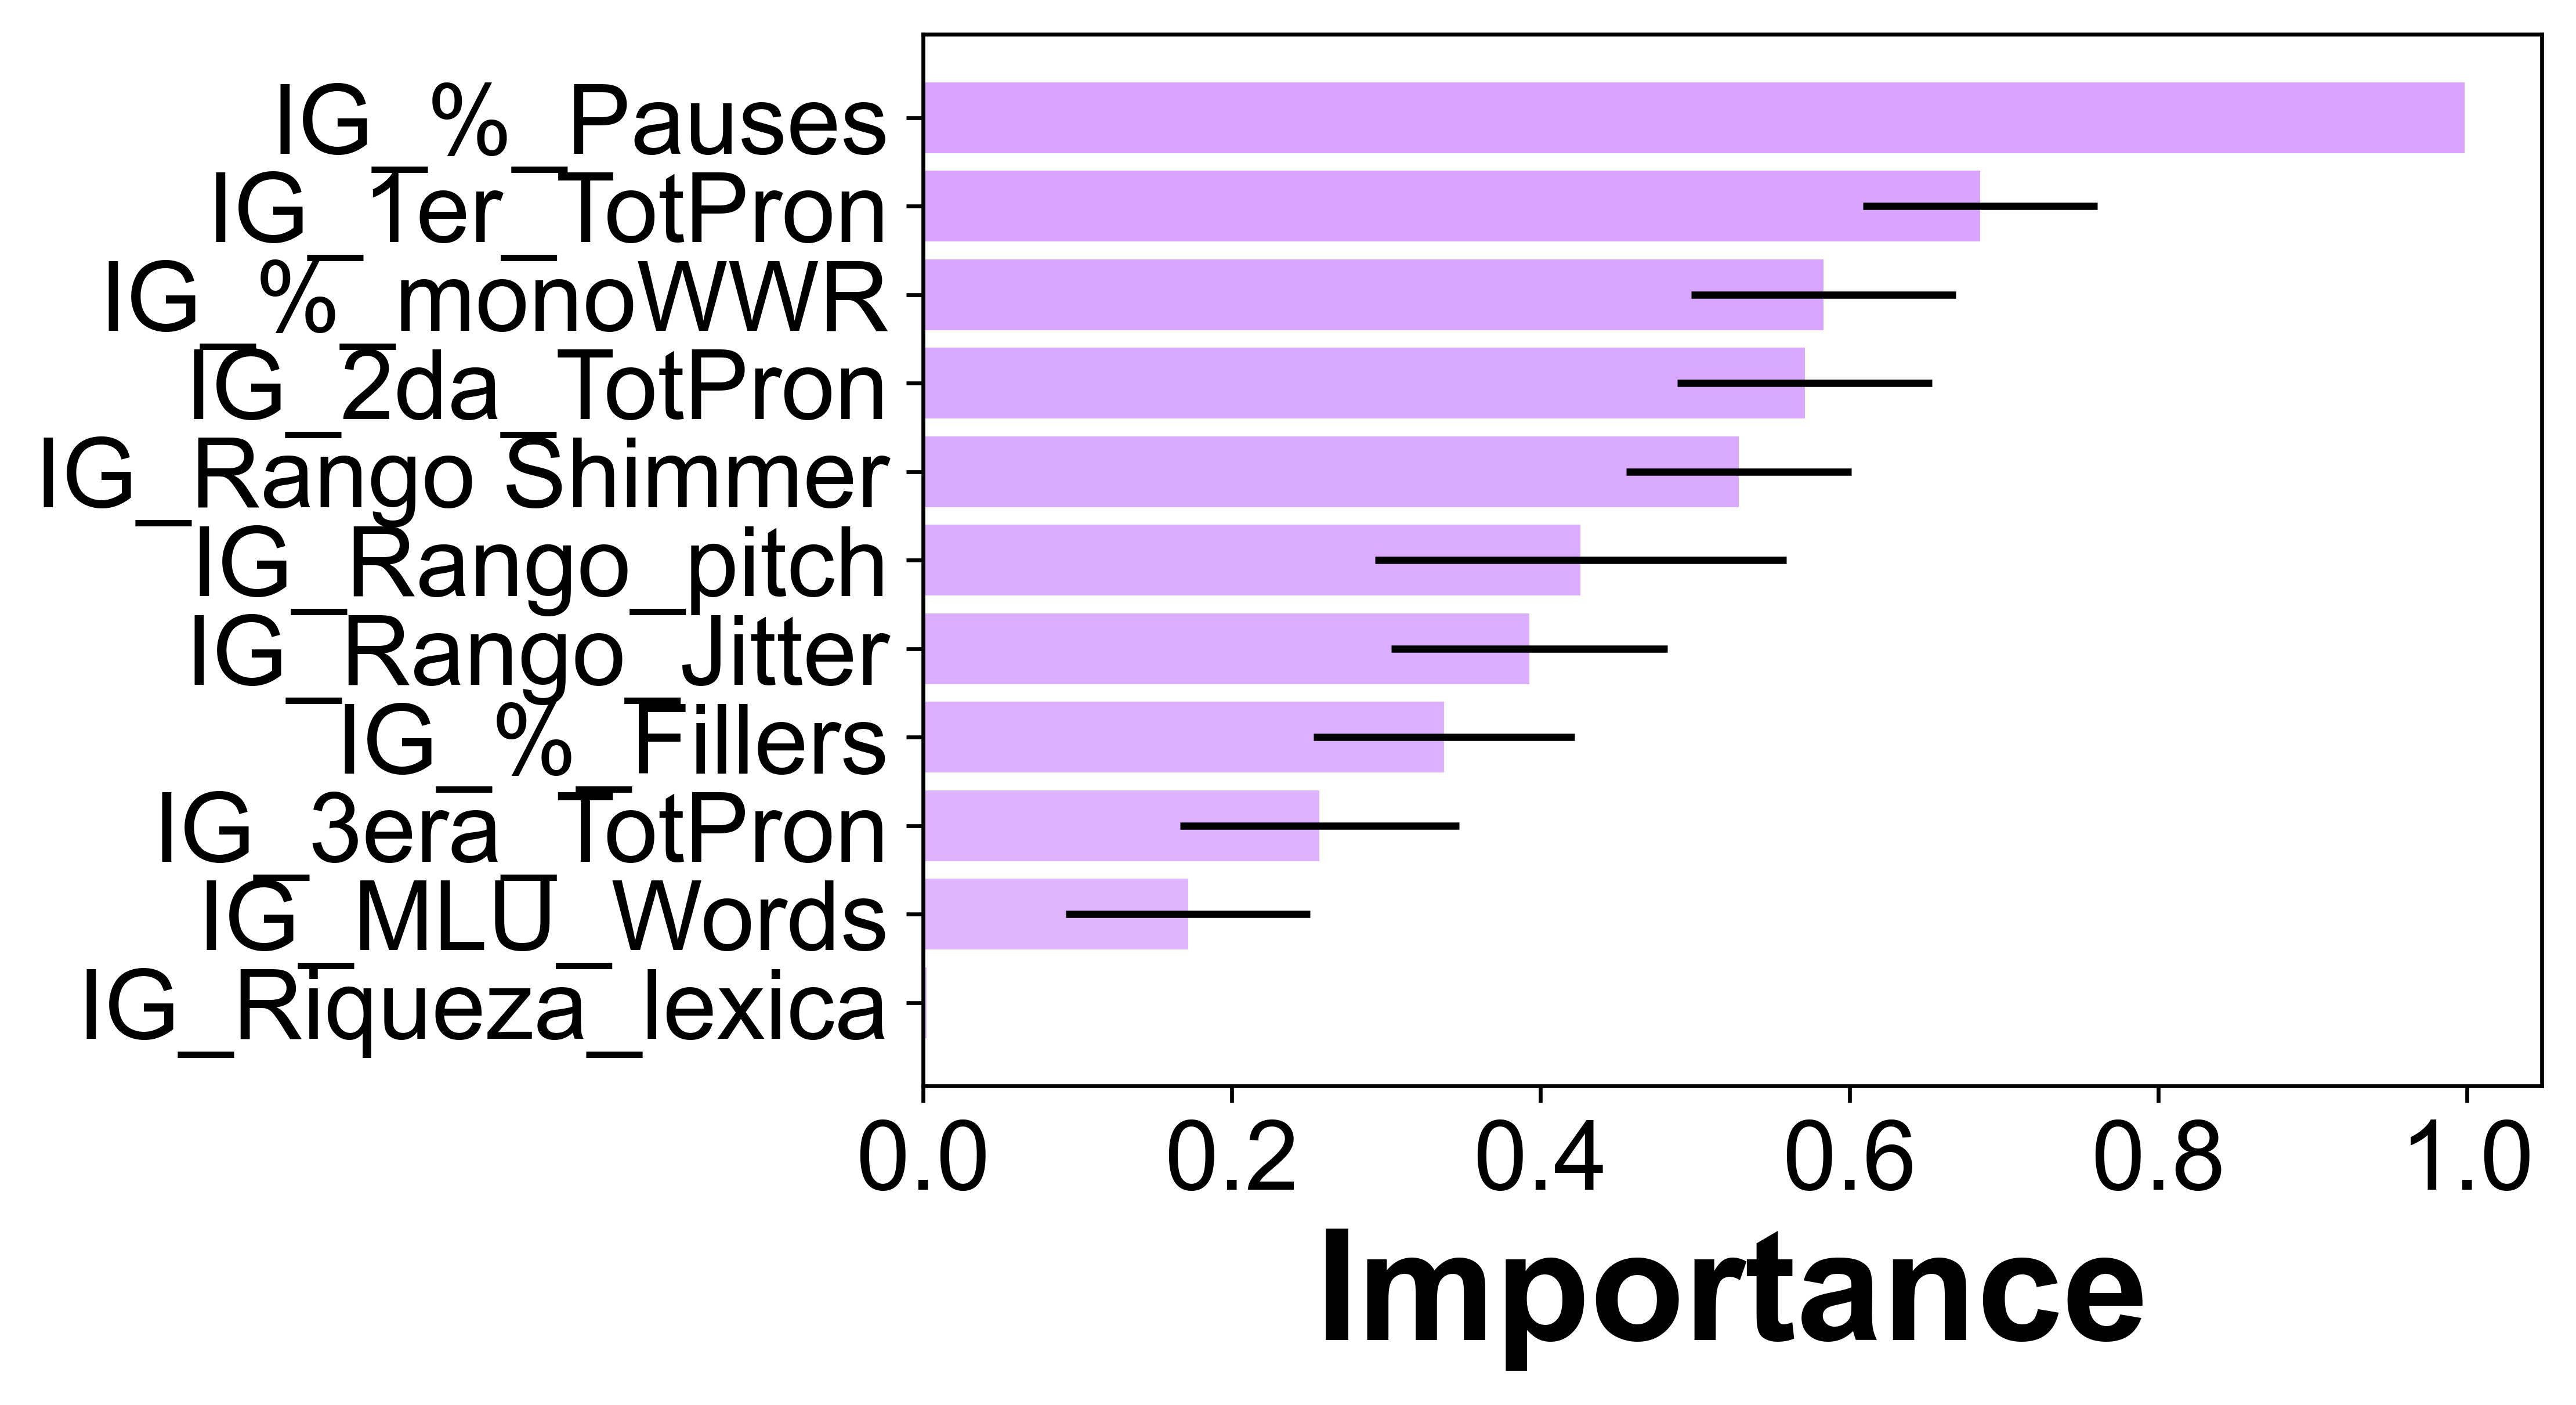 IG_%_Pauses
IG_1er_TotPron
IG_%_monoWWR
IG_2da_TotPron
IG_Rango Shimmer
IG_Rango_pitch
IG_Rango_Jitter
IG_%_Fillers
IG_3era_TotPron
IG_MLU_Words
IG_Riqueza_lexica
0.0 0.2 0.4 0.6 0.8 1.0
Importance